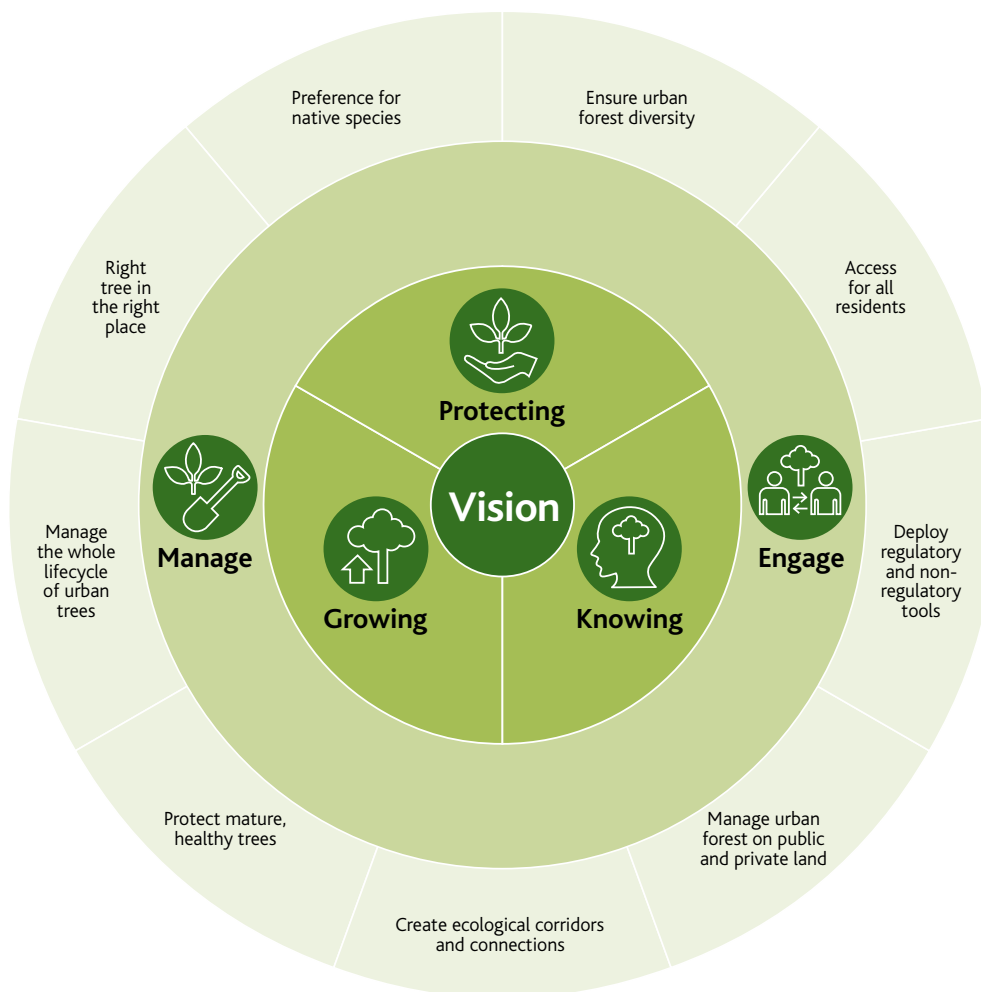 Preference for
native species
Ensure urban
forest diversity
Right
tree in
the right
place
Access
for all
residents
Protecting
Vision
Manage
Engage
Growing
Knowing
Manage
the whole
lifecycle
of urban
trees
Deploy
regulatory
and non-
regulatory
tools
Protect mature,
healthy trees
Manage urban
forest on public
and private land
Create ecological corridors
and connections